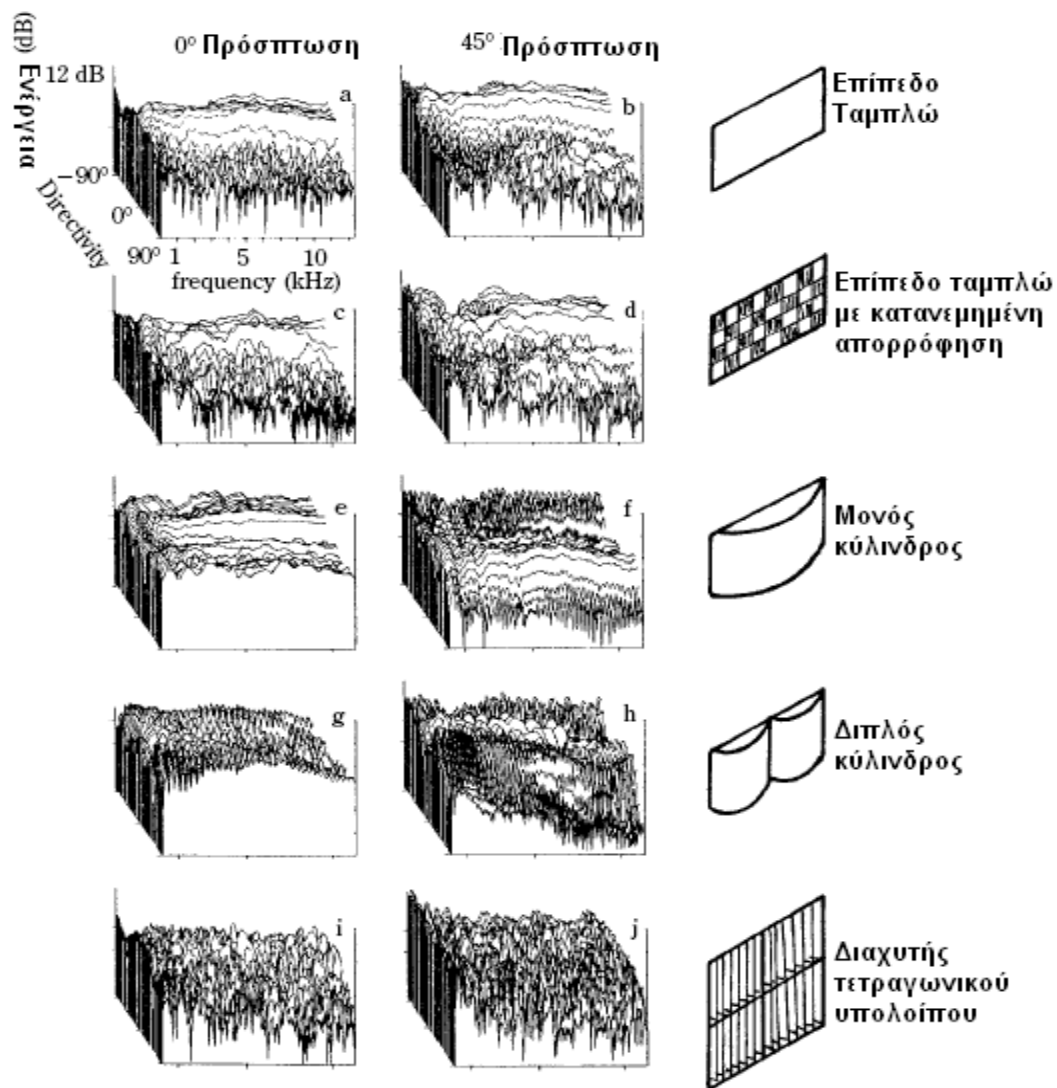 0° Πρόσπτωση
45° Πρόσπτωση
Ενέργεια (dB)
12 dB
a
b
Επίπεδο
Ταμπλώ
−90°
0°
90°
Directivity
1 5 10
frequency (kHz)
c
d
Επίπεδο ταμπλώ
με κατανεμημένη
απορρόφηση
e
f
Μονός
κύλινδρος
g
h
Διπλός
κύλινδρος
i
j
Διαχυτής
τετραγωνικού
υπολοίπου